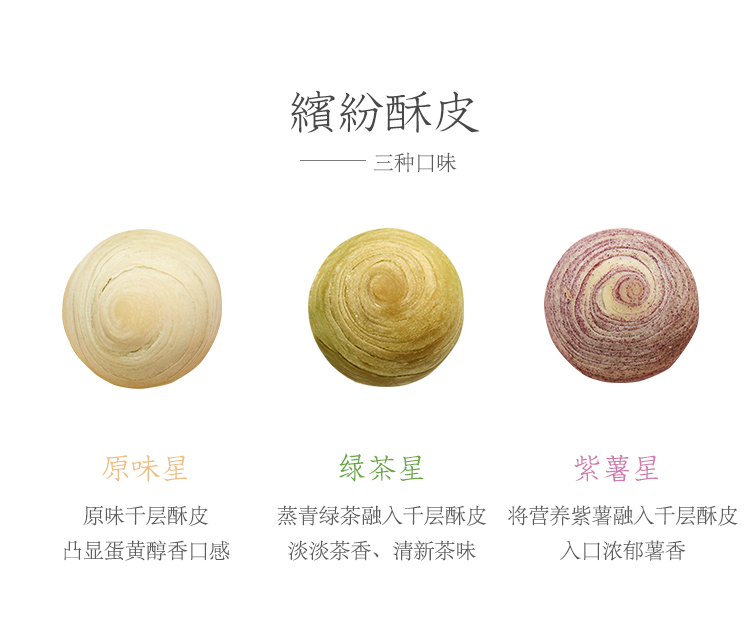 繽紛酥皮
三种口味
原味星
原味千层酥皮
凸显蛋黄醇香口感
绿茶星
蒸青绿茶融入千层酥皮
淡淡茶香、清新茶味
紫薯星
将营养紫薯融入千层酥皮
入口浓郁薯香